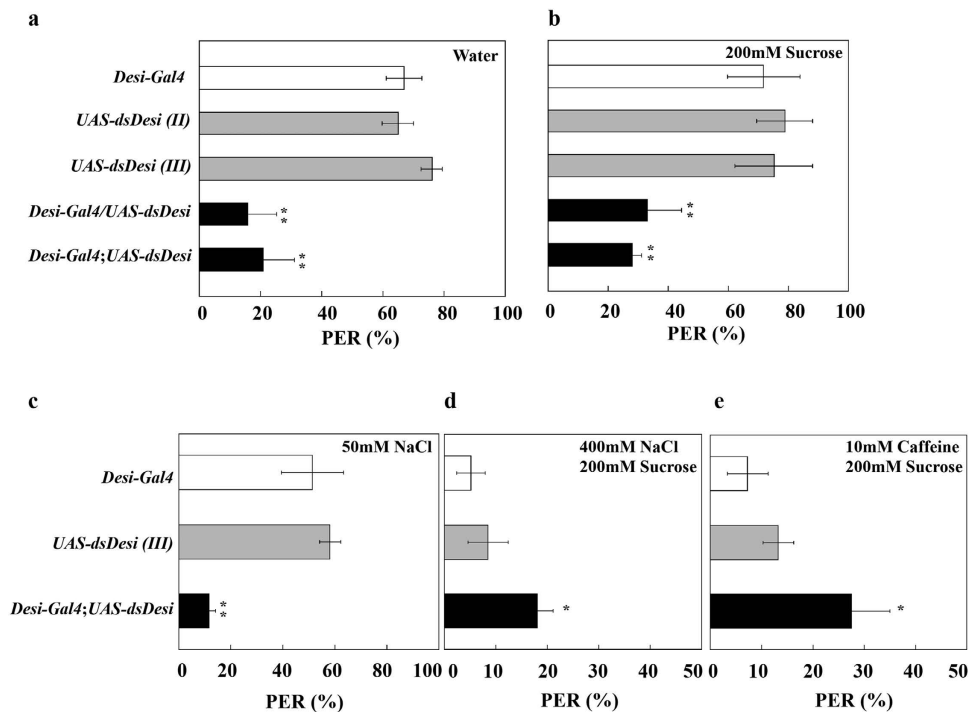 a
Water
Desi-Gal4
UAS-dsDesi (II)
UAS-dsDesi (III)
Desi-Gal4/UAS-dsDesi
**
Desi-Gal4;UAS-dsDesi
**
0 20 40 60 80 100
PER (%)
b
200mM Sucrose
**
**
0 20 40 60 80 100
PER (%)
c
50mM NaCl
Desi-Gal4
UAS-dsDesi (III)
Desi-Gal4;UAS-dsDesi
**
0 20 40 60 80 100
PER (%)
d
400mM NaCl
200mM Sucrose
*
0 10 20 30 40 50
PER (%)
e
10mM Caffeine
200mM Sucrose
*
0 10 20 30 40 50
PER (%)